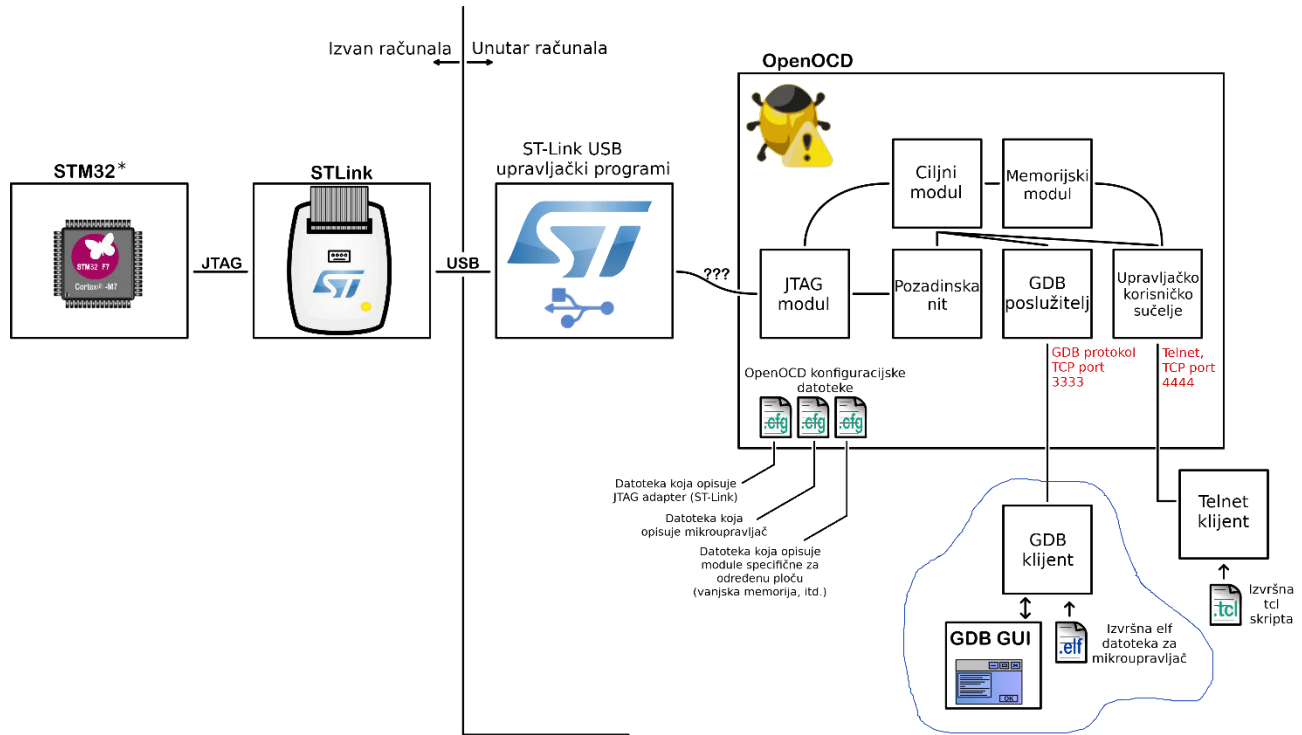 Izvan računala
Unutar računala
OpenOCD
STM32*
STM32 F7
Cortex® -M7
JTAG
STLink
ST
USB
ST-Link USB
upravljački programi
ST
???
Ciljni
modul
Memorijski
modul
JTAG
modul
Pozadinska
nit
GDB
poslužitelj
Upravljačko
korisničko
sučelje
GDB protokol
TCP port
3333
Telnet,
TCP port
4444
OpenOCD konfiguracijske
datoteke
.cfg
.cfg
.cfg
Datoteka koja opisuje
JTAG adapter (ST-Link)
Datoteka koja
opisuje mikroupravljač
Datoteka koja opisuje
module specifične za
određenu ploču
(vanjska memorija, itd.)
GDB
klijent
Telnet
klijent
.tcl
Izvršna
tcl
skripta
GDB GUI
OK
.elf
Izvršna elf
datoteka za
mikroupravljač